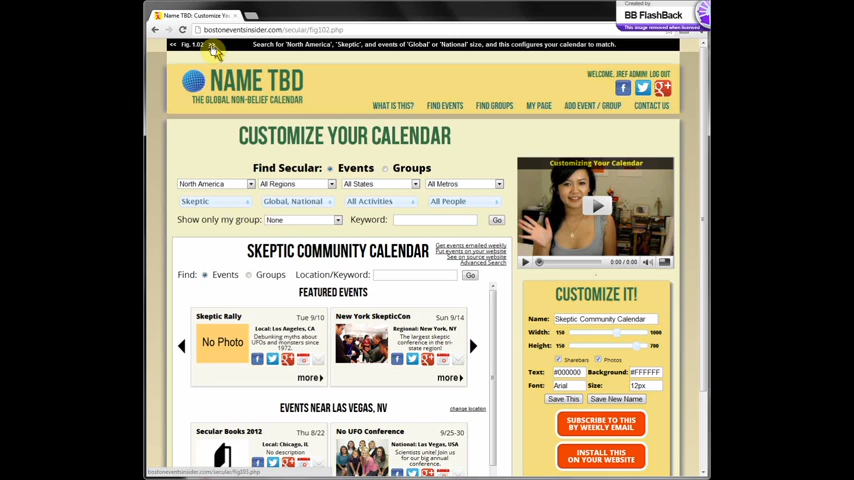 Created by
BB FlashBack
This image removed when licensed
Name TBD: Customize You
bostoneventsinsider.com/secular/fig102.php
<< Fig. 1.02 >>
Search for 'North America', 'Skeptic', and events of 'Global' or 'National' size, and this configures your calendar to match.
NAME TBD
THE GLOBAL NON-BELIEF CALENDAR
WELCOME, JREF ADMIN! LOG OUT
WHAT IS THIS? FIND EVENTS FIND GROUPS MY PAGE ADD EVENT / GROUP CONTACT US
CUSTOMIZE YOUR CALENDAR
Find Secular: Events Groups
North America All Regions All States All Metros
Skeptic Global, National All Activities All People
Show only my group: None Keyword: Go
Customizing Your Calendar
0:00 / 0:00
SKEPTIC COMMUNITY CALENDAR
Get events emailed weekly
Put events on your website
See on source website
Advanced Search
Find: Events Groups Location/Keyword: Go
FEATURED EVENTS
Skeptic Rally Tue 9/10
Local: Los Angeles, CA
Debunking myths about
UFOs and monsters since
1972.
No Photo
more
New York SkepticCon Sun 9/14
Regional: New York, NY
The largest skeptic
conference in the tri-
state region!
more
EVENTS NEAR LAS VEGAS, NV
change location
Secular Books 2012 Thu 8/22
Local: Chicago, IL
No description
No UFO Conference 9/25-30
National: Las Vegas, USA
Scientists unite! Join us
for our big annual
conference.
CUSTOMIZE IT!
Name: Skeptic Community Calendar
Width: 150 1000
Height: 150 700
Sharebars Photos
Text: #000000 Background: #FFFFFF
Font: Arial Size: 12px
Save This Save New Name
SUBSCRIBE TO THIS
BY WEEKLY EMAIL
INSTALL THIS
ON YOUR WEBSITE
bostoneventsinsider.com/secular/fig103.php